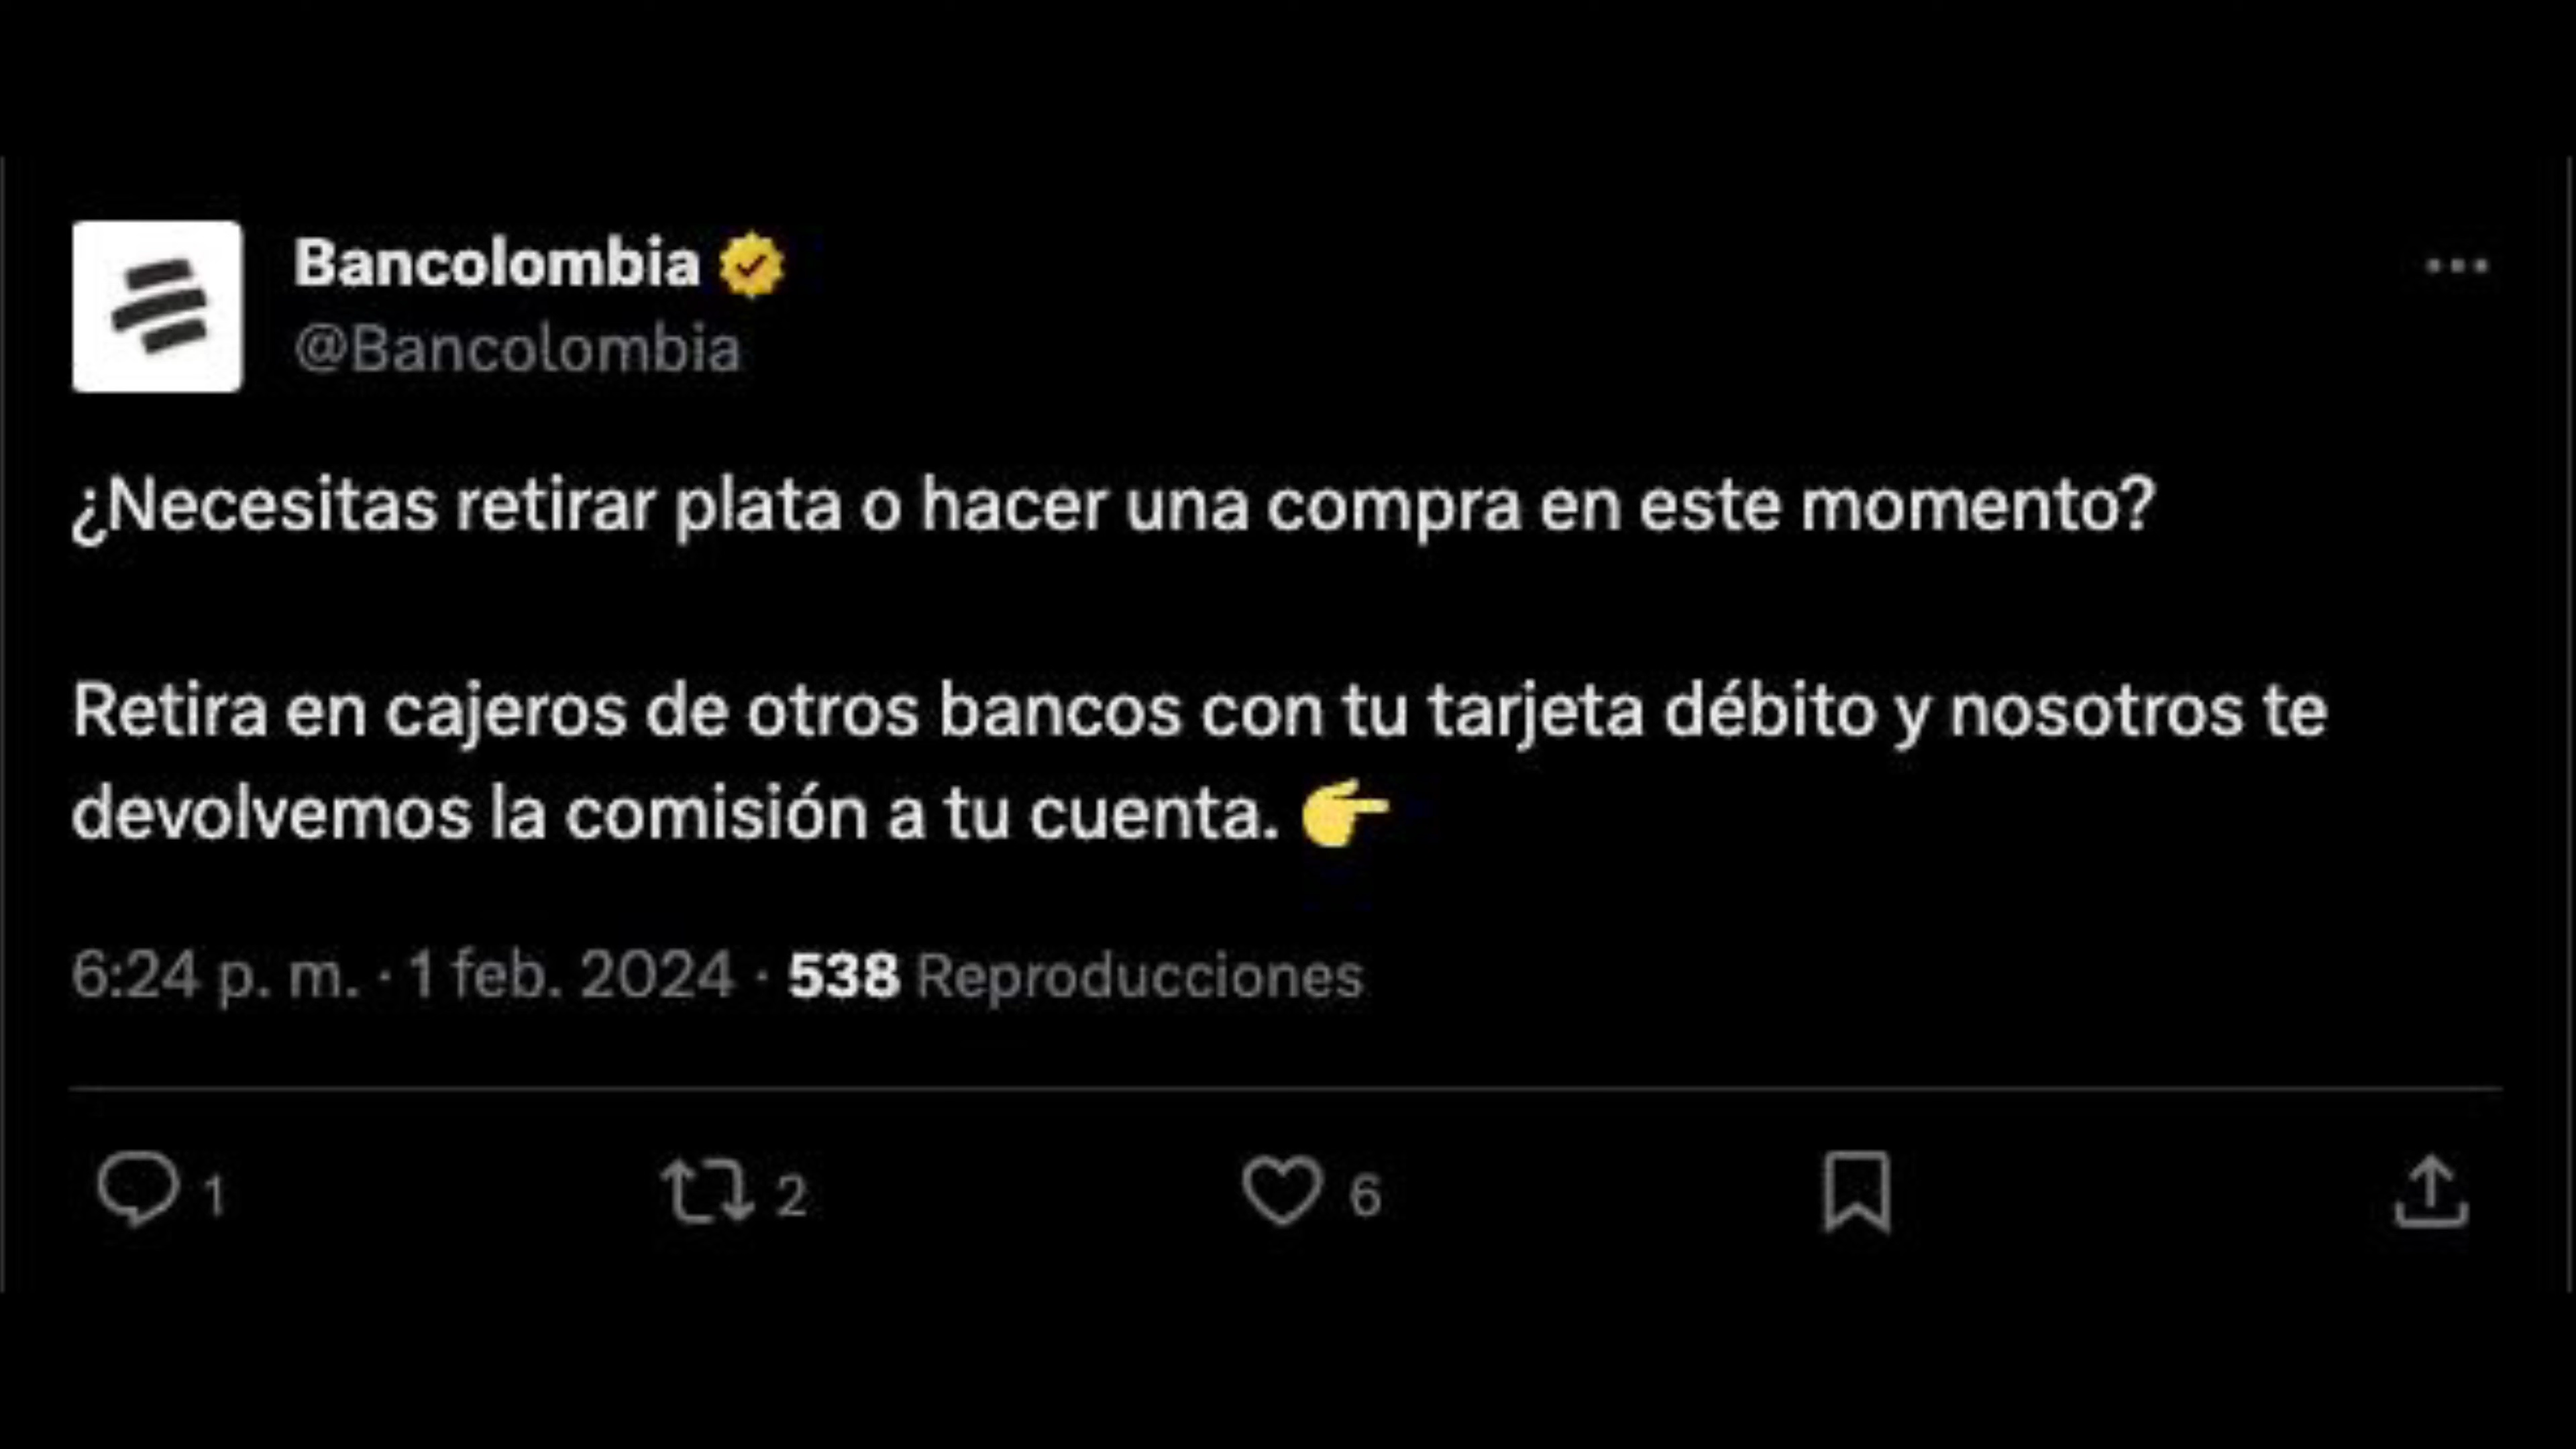 Bancolombia
@Bancolombia
¿Necesitas retirar plata o hacer una compra en este momento?
Retira en cajeros de otros bancos con tu tarjeta débito y nosotros te
devolvemos la comisión a tu cuenta. 👉
6:24 p. m. · 1 feb. 2024 · 538 Reproducciones
1 2 6